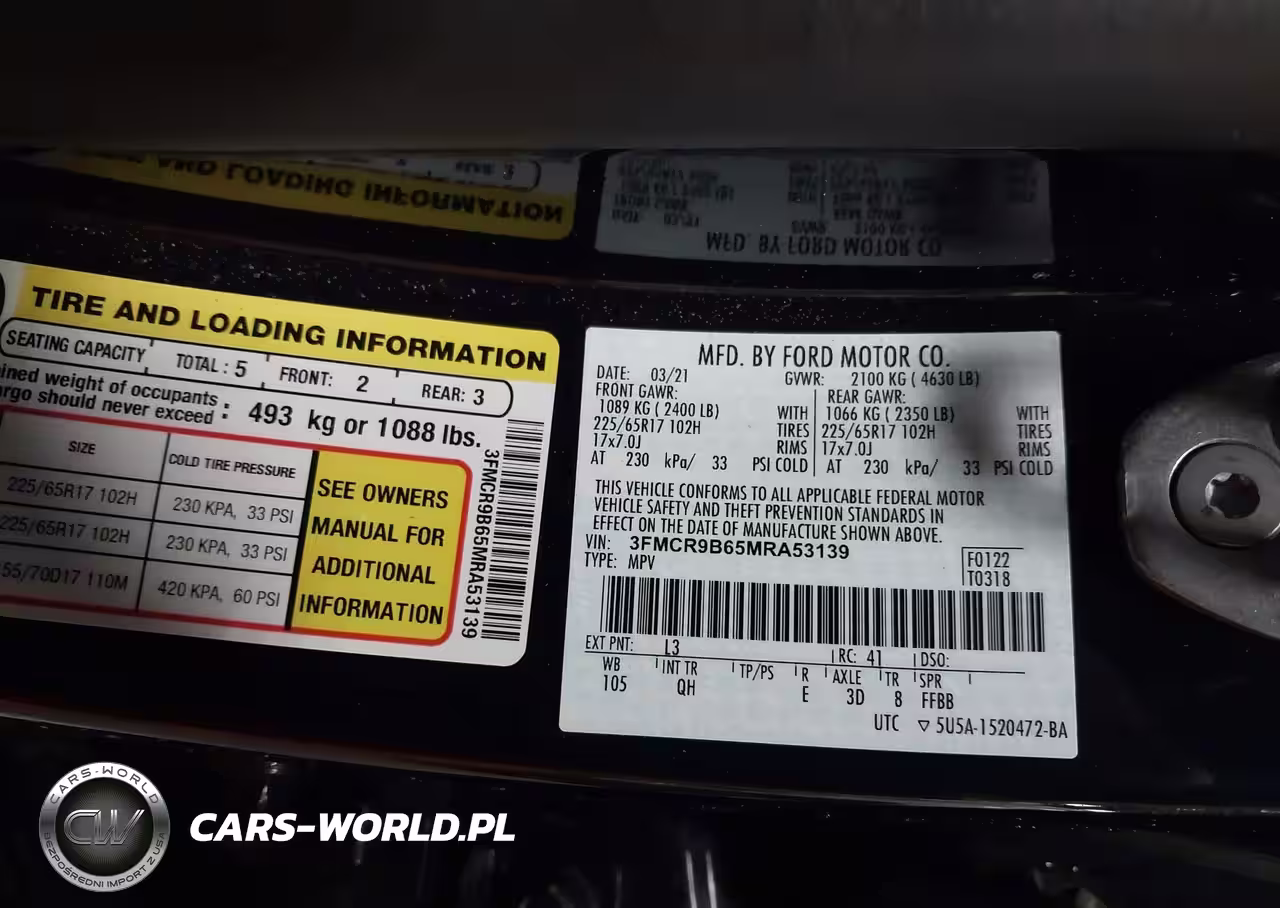 TIRE AND LOADING INFORMATION
SEATING CAPACITY TOTAL: 5 FRONT: 2 REAR: 3
weight of occupants
should never exceed : 493 kg or 1088 lbs.
SIZE COLD TIRE PRESSURE
225/65R17 102H 230 KPA, 33 PSI
225/65R17 102H 230 KPA, 33 PSI
55/70D17 110M 420 KPA, 60 PSI
SEE OWNERS
MANUAL FOR
ADDITIONAL
INFORMATION
3FMCR9B65MRA53139
MFD. BY FORD MOTOR CO.
DATE: 03/21 GVWR: 2100 KG ( 4630 LB)
FRONT GAWR: REAR GAWR:
1089 KG ( 2400 LB) WITH 1066 KG ( 2350 LB) WITH
225/65R17 102H TIRES 225/65R17 102H TIRES
17x7.0J RIMS 17x7.0J RIMS
AT 230 kPa/ 33 PSI COLD AT 230 kPa/ 33 PSI COLD
THIS VEHICLE CONFORMS TO ALL APPLICABLE FEDERAL MOTOR
VEHICLE SAFETY AND THEFT PREVENTION STANDARDS IN
EFFECT ON THE DATE OF MANUFACTURE SHOWN ABOVE.
VIN: 3FMCR9B65MRA53139
TYPE: MPV
F0122
T0318
EXT PNT: L3 RC: 41 DSO:
WB INT TR TP/PS R AXLE TR SPR
105 QH E 3D 8 FFBB
UTC ▽ 5U5A-1520472-BA
CARS-WORLD
CW
BEZPOŚREDNI IMPORT Z USA
CARS-WORLD.PL